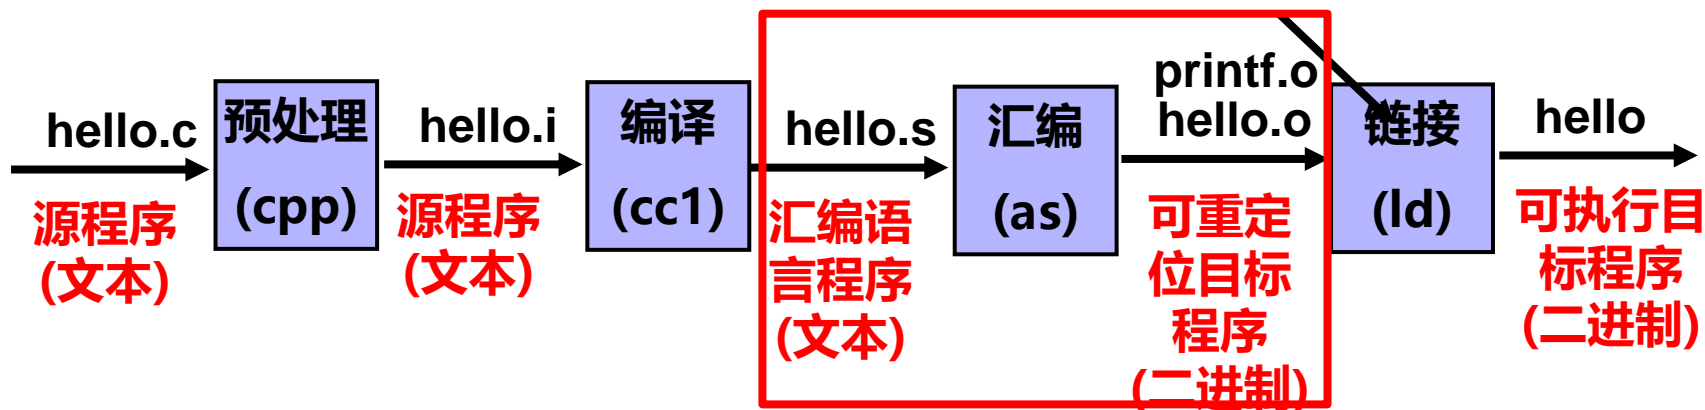 hello.c
源程序
(文本)
预处理
(cpp)
hello.i
源程序
(文本)
编译
(cc1)
hello.s
汇编语
言程序
(文本)
汇编
(as)
printf.o
hello.o
可重定
位目标
程序
(二进制)
链接
(ld)
hello
可执行目
标程序
(二进制)